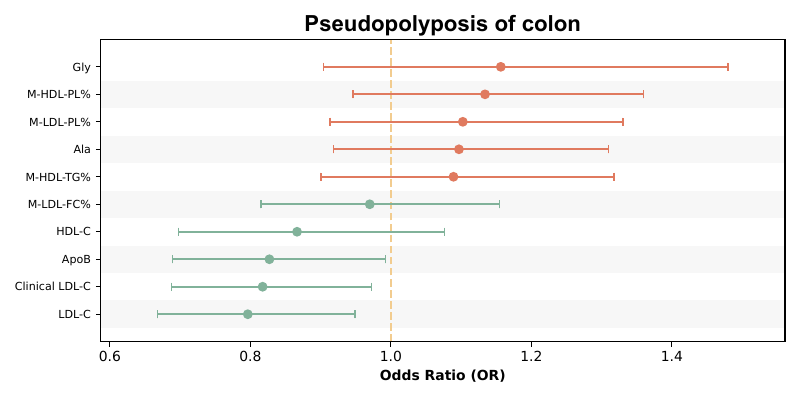 Pseudopolyposis of colon
Gly
M-HDL-PL%
M-LDL-PL%
Ala
M-HDL-TG%
M-LDL-FC%
HDL-C
ApoB
Clinical LDL-C
LDL-C
0.6 0.8 1.0 1.2 1.4
Odds Ratio (OR)